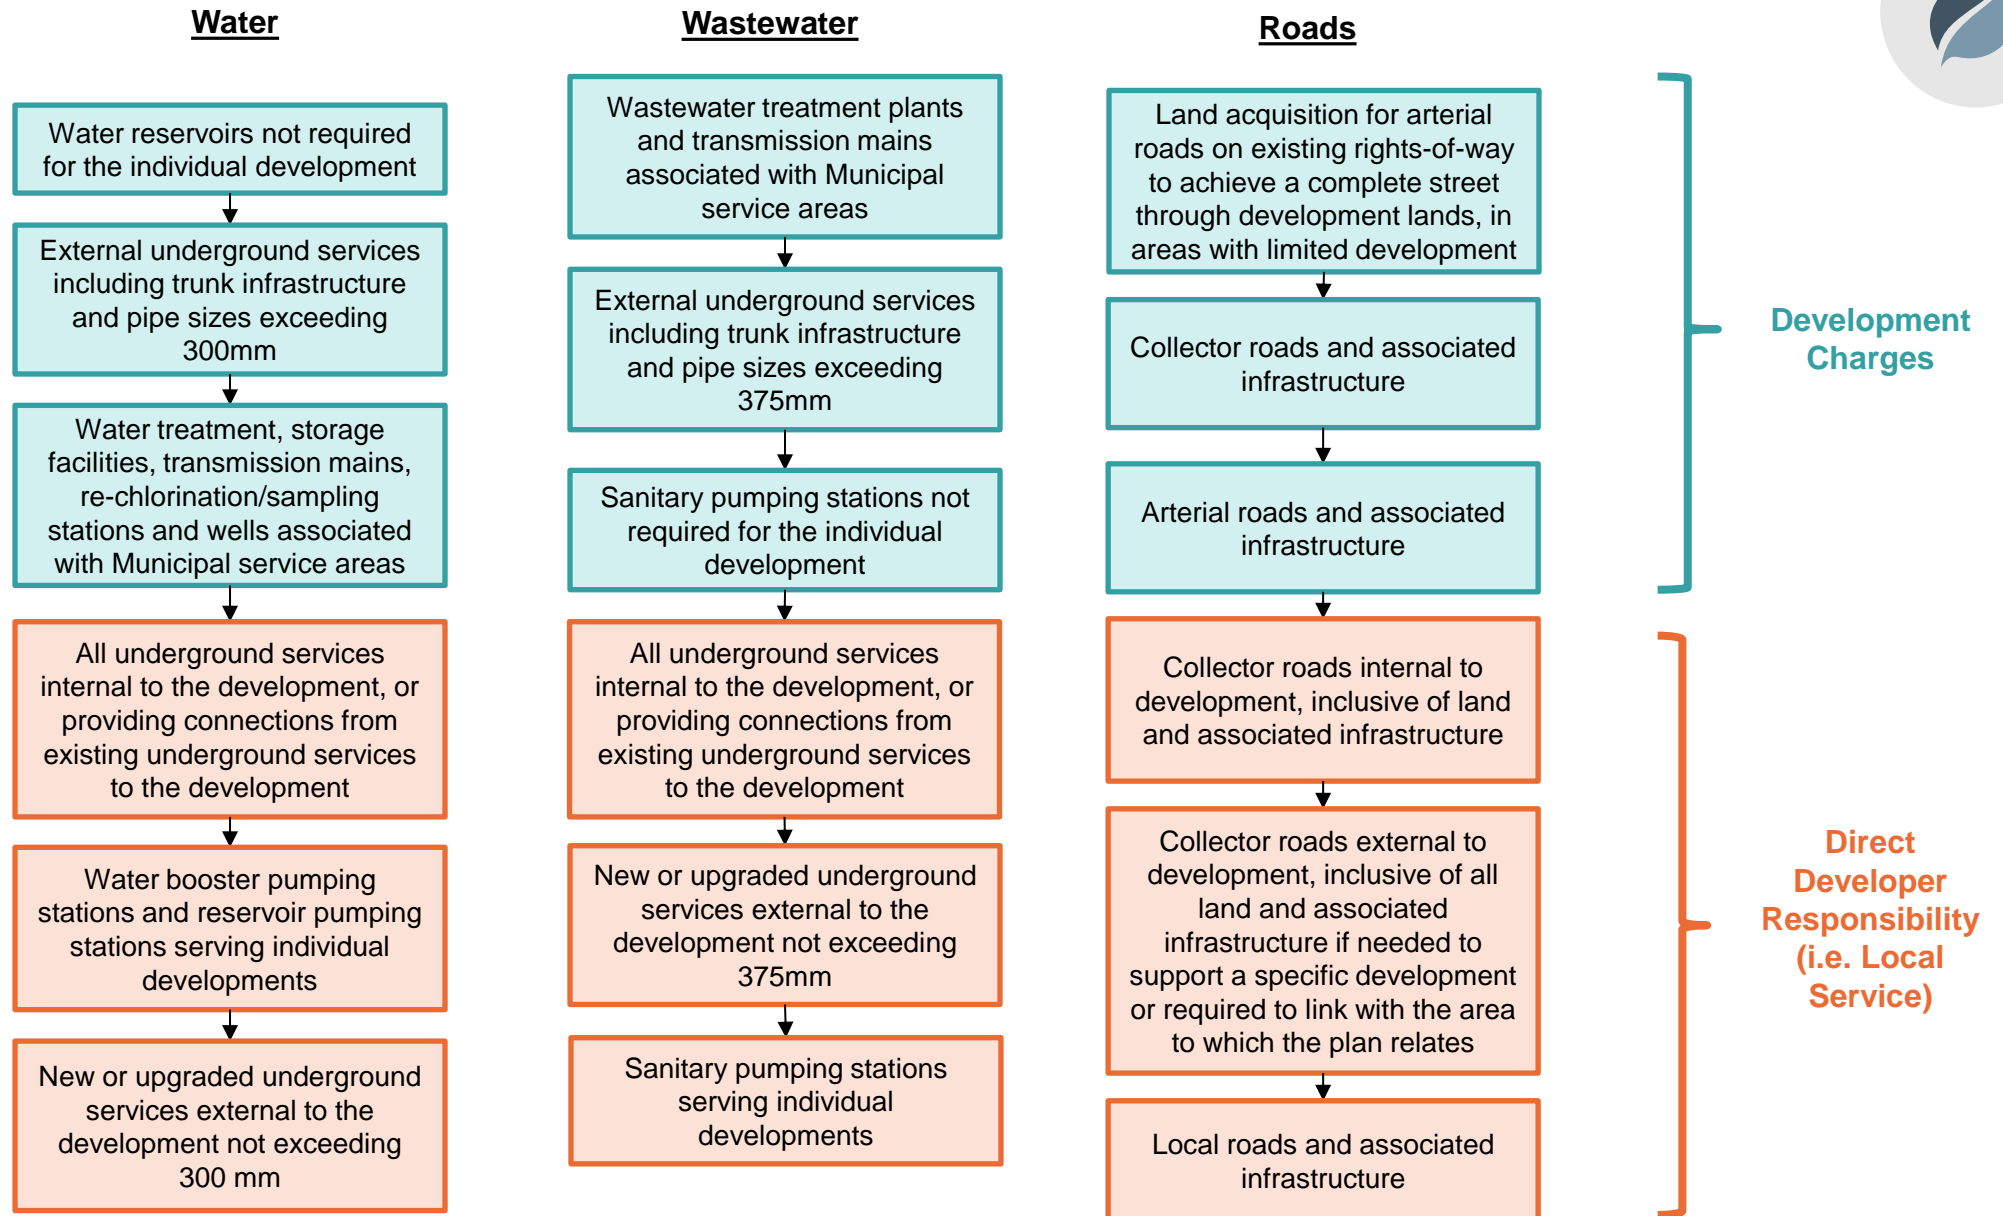 Water
Water reservoirs not required
for the individual development
External underground services
including trunk infrastructure
and pipe sizes exceeding
300mm
Water treatment, storage
facilities, transmission mains,
re-chlorination/sampling
stations and wells associated
with Municipal service areas
All underground services
internal to the development, or
providing connections from
existing underground services
to the development
Water booster pumping
stations and reservoir pumping
stations serving individual
developments
New or upgraded underground
services external to the
development not exceeding
300 mm
Wastewater
Wastewater treatment plants
and transmission mains
associated with Municipal
service areas
External underground services
including trunk infrastructure
and pipe sizes exceeding
375mm
Sanitary pumping stations not
required for the individual
development
All underground services
internal to the development, or
providing connections from
existing underground services
to the development
New or upgraded underground
services external to the
development not exceeding
375mm
Sanitary pumping stations
serving individual
developments
Roads
Land acquisition for arterial
roads on existing rights-of-way
to achieve a complete street
through development lands, in
areas with limited development
Collector roads and associated
infrastructure
Arterial roads and associated
infrastructure
Collector roads internal to
development, inclusive of land
and associated infrastructure
Collector roads external to
development, inclusive of all
land and associated
infrastructure if needed to
support a specific development
or required to link with the area
to which the plan relates
Local roads and associated
infrastructure
Development
Charges
Direct
Developer
Responsibility
(i.e. Local
Service)